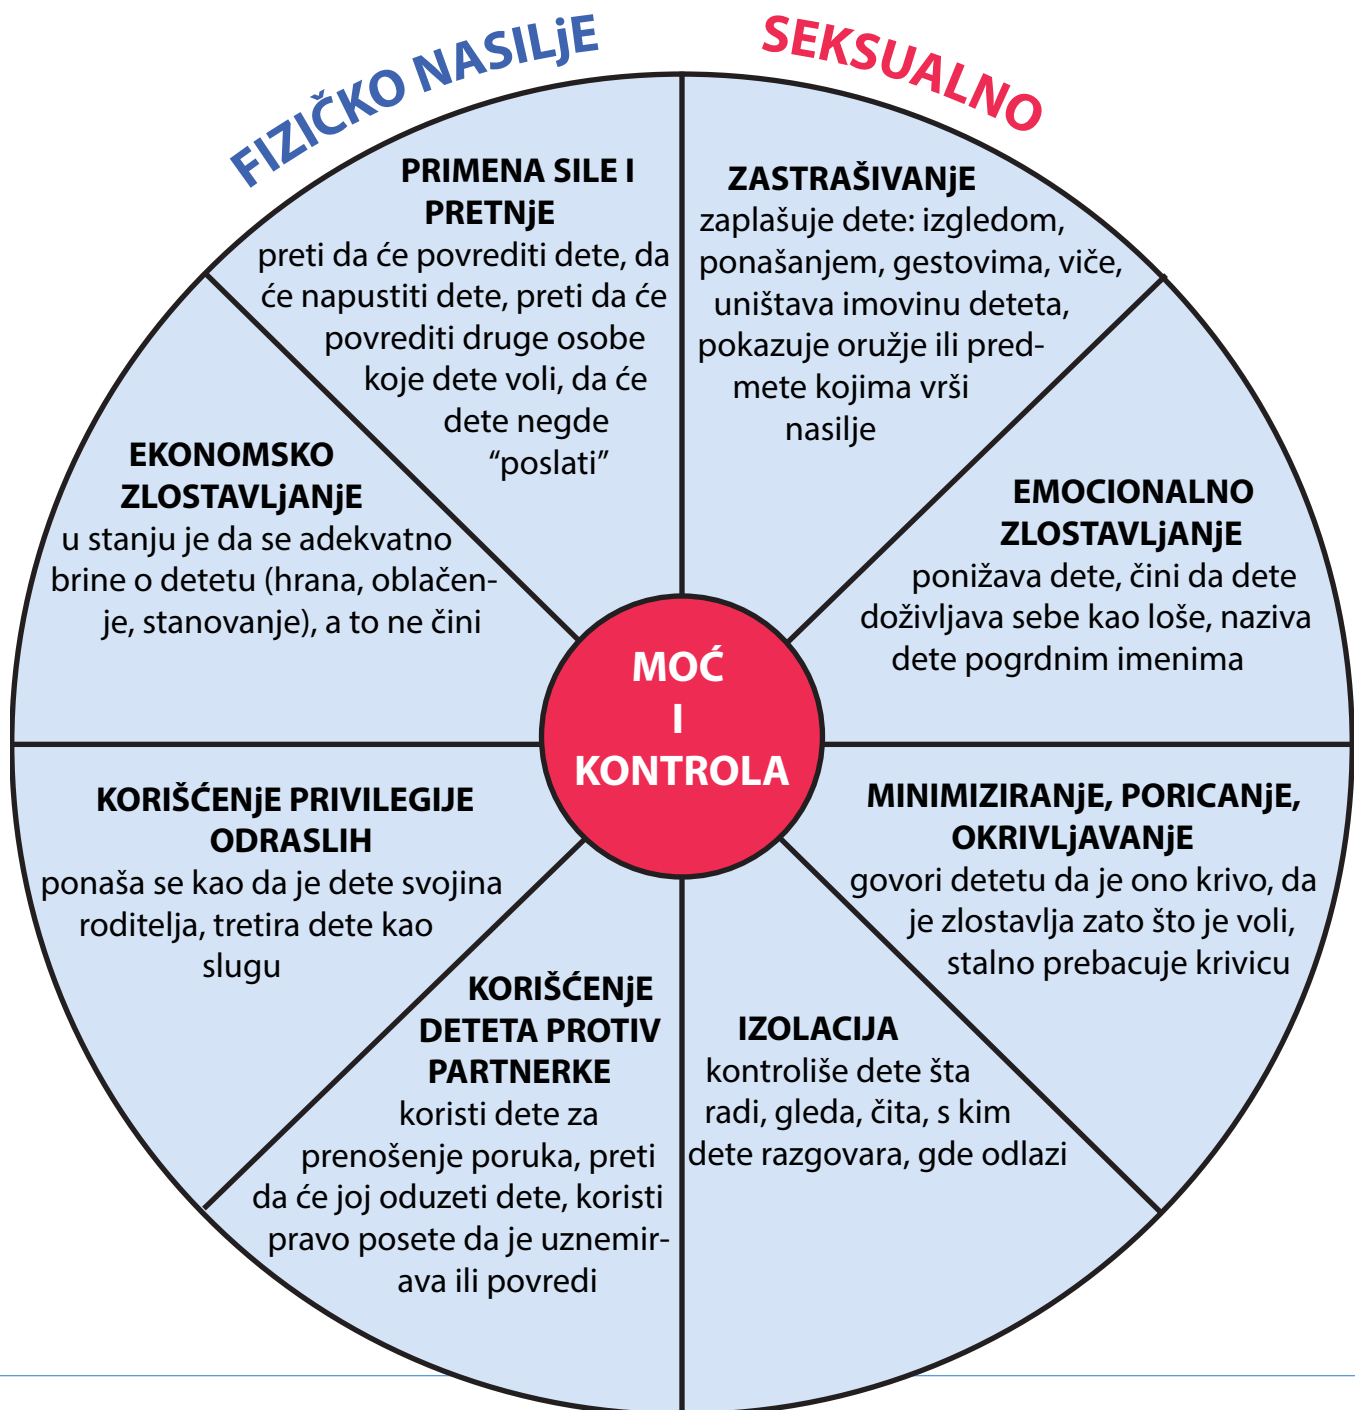 FIZIČKO NASILjE
SEKSUALNO
PRIMENA SILE I
PRETNjE
preti da će povrediti dete, da
će napustiti dete, preti da će
povrediti druge osobe
koje dete voli, da će
dete negde
“poslati”
ZASTRAŠIVANjE
zaplašuje dete: izgledom,
ponašanjem, gestovima, viče,
uništava imovinu deteta,
pokazuje oružje ili pred-
mete kojima vrši
nasilje
EMOCIONALNO
ZLOSTAVLjANjE
ponižava dete, čini da dete
doživljava sebe kao loše, naziva
dete pogrdnim imenima
MINIMIZIRANjE, PORICANjE,
OKRIVLjAVANjE
govori detetu da je ono krivo, da
je zlostavlja zato što je voli,
stalno prebacuje krivicu
IZOLACIJA
kontroliše dete šta
radi, gleda, čita, s kim
dete razgovara, gde odlazi
KORIŠĆENjE
DETETA PROTIV
PARTNERKE
koristi dete za
prenošenje poruka, preti
da će joj oduzeti dete, koristi
pravo posete da je uznemir-
ava ili povredi
KORIŠĆENjE PRIVILEGIJE
ODRASLIH
ponaša se kao da je dete svojina
roditelja, tretira dete kao
slugu
EKONOMSKO
ZLOSTAVLjANjE
u stanju je da se adekvatno
brine o detetu (hrana, oblačen-
je, stanovanje), a to ne čini
MOĆ
I
KONTROLA